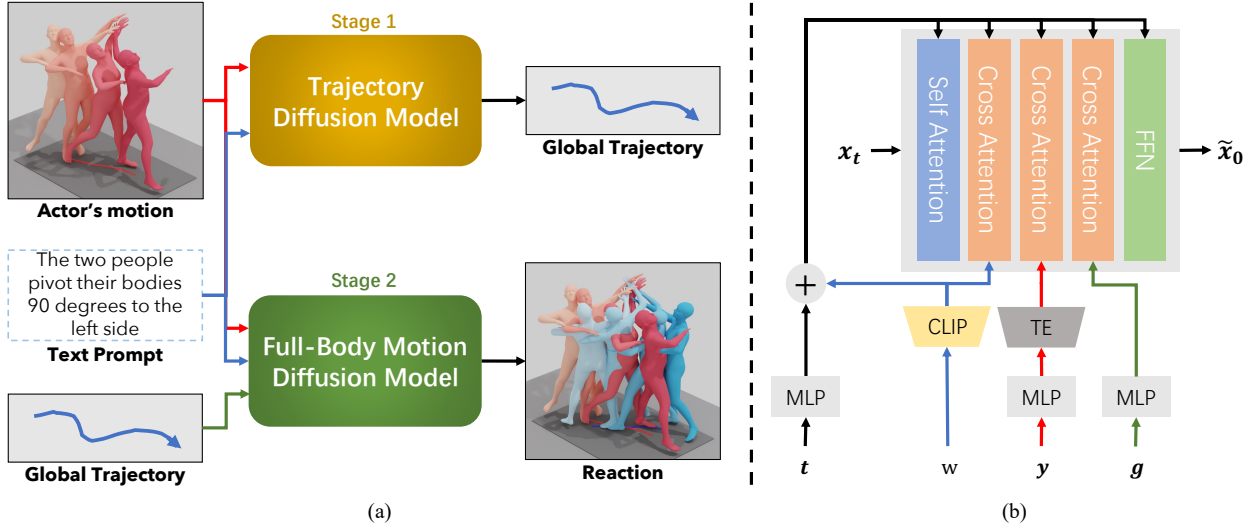 Stage 1
Trajectory
Diffusion Model
Global Trajectory
Actor's motion
The two people
pivot their bodies
90 degrees to the
left side
Text Prompt
Stage 2
Full-Body Motion
Diffusion Model
Global Trajectory
Reaction
(a)
x_t
Self Attention
Cross Attention
Cross Attention
Cross Attention
FFN
x̃_0
+
CLIP
TE
MLP
MLP
MLP
t
w
y
g
(b)